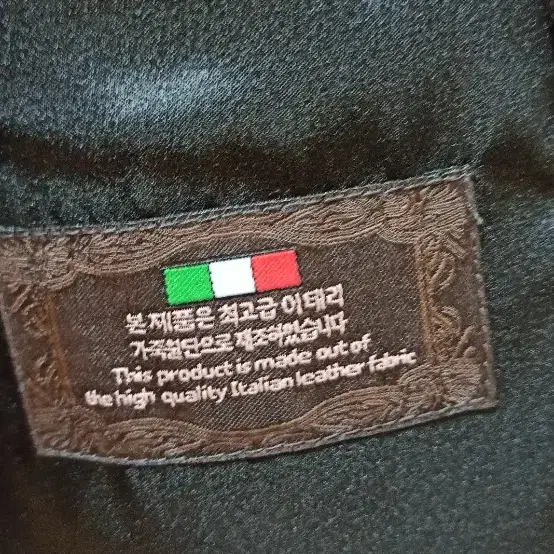 본 제품은 최고급 이태리
가죽원단으로 제조하였습니다
This product is made out of
the high quality Italian leather fabric